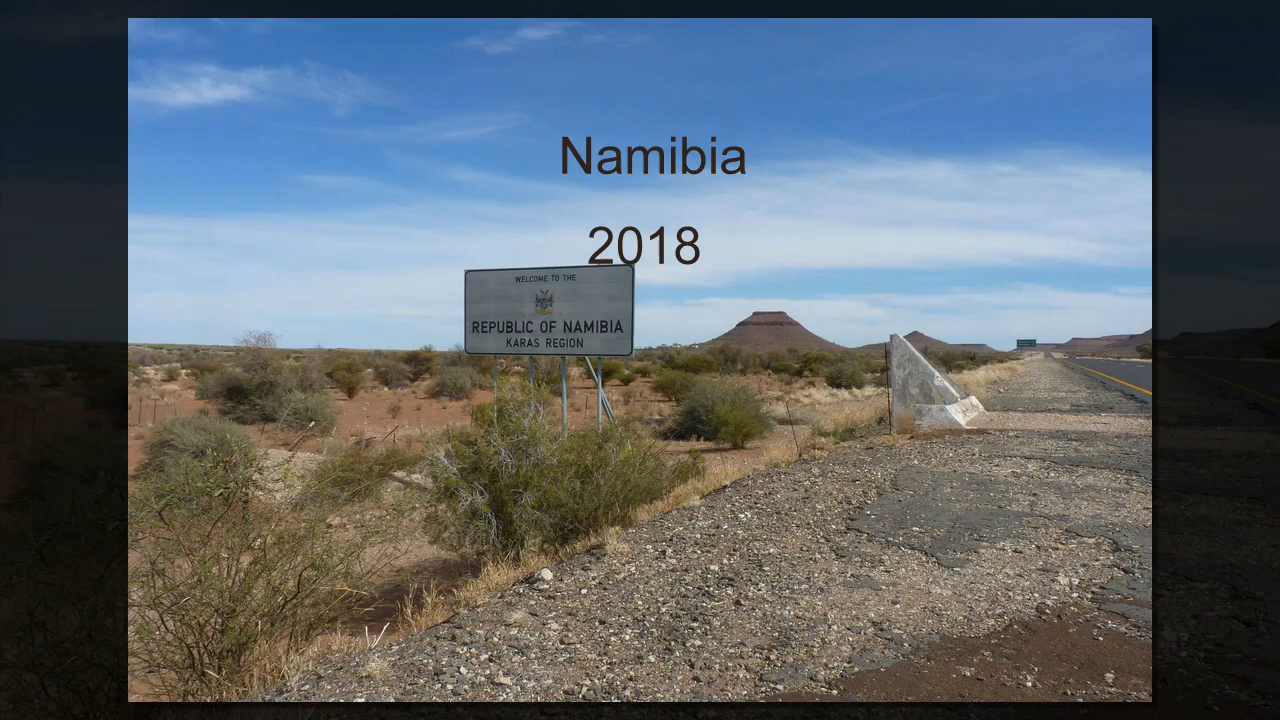 Namibia
2018
WELCOME TO THE
REPUBLIC OF NAMIBIA
KARAS REGION